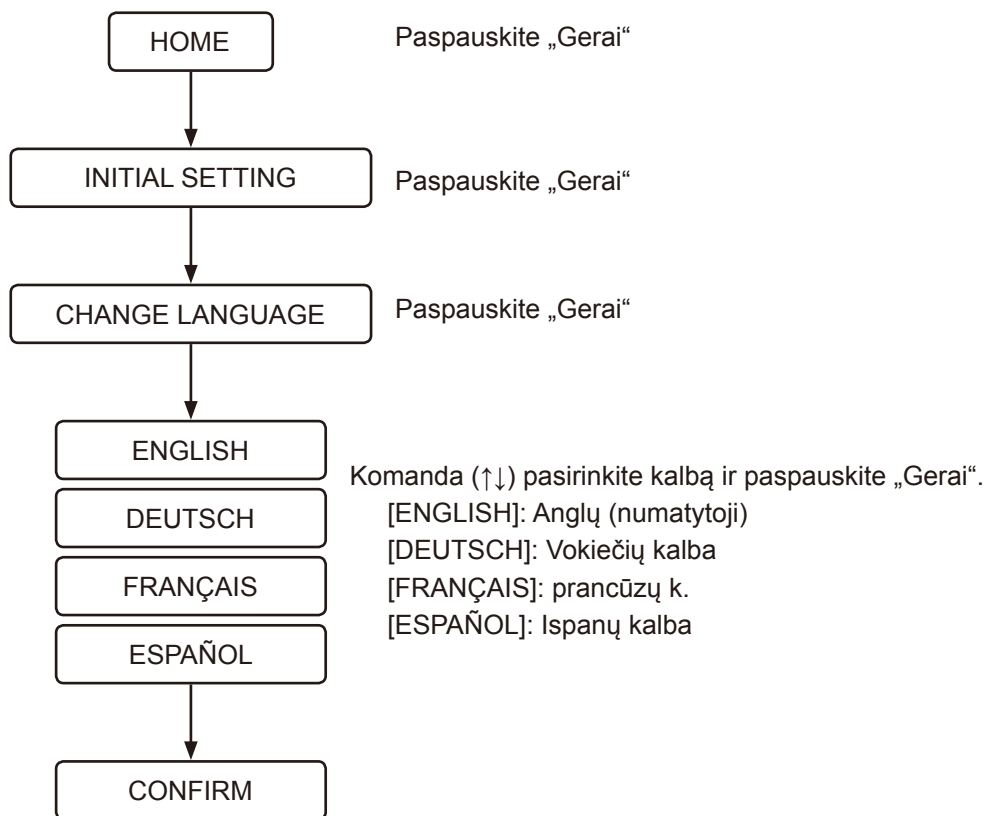 HOME
Paspauskite „Gerai“
INITIAL SETTING
Paspauskite „Gerai“
CHANGE LANGUAGE
Paspauskite „Gerai“
ENGLISH
DEUTSCH
FRANÇAIS
ESPAÑOL
Komanda (↑↓) pasirinkite kalbą ir paspauskite „Gerai“.
[ENGLISH]: Anglų (numatytoji)
[DEUTSCH]: Vokiečių kalba
[FRANÇAIS]: prancūzų k.
[ESPAÑOL]: Ispanų kalba
CONFIRM